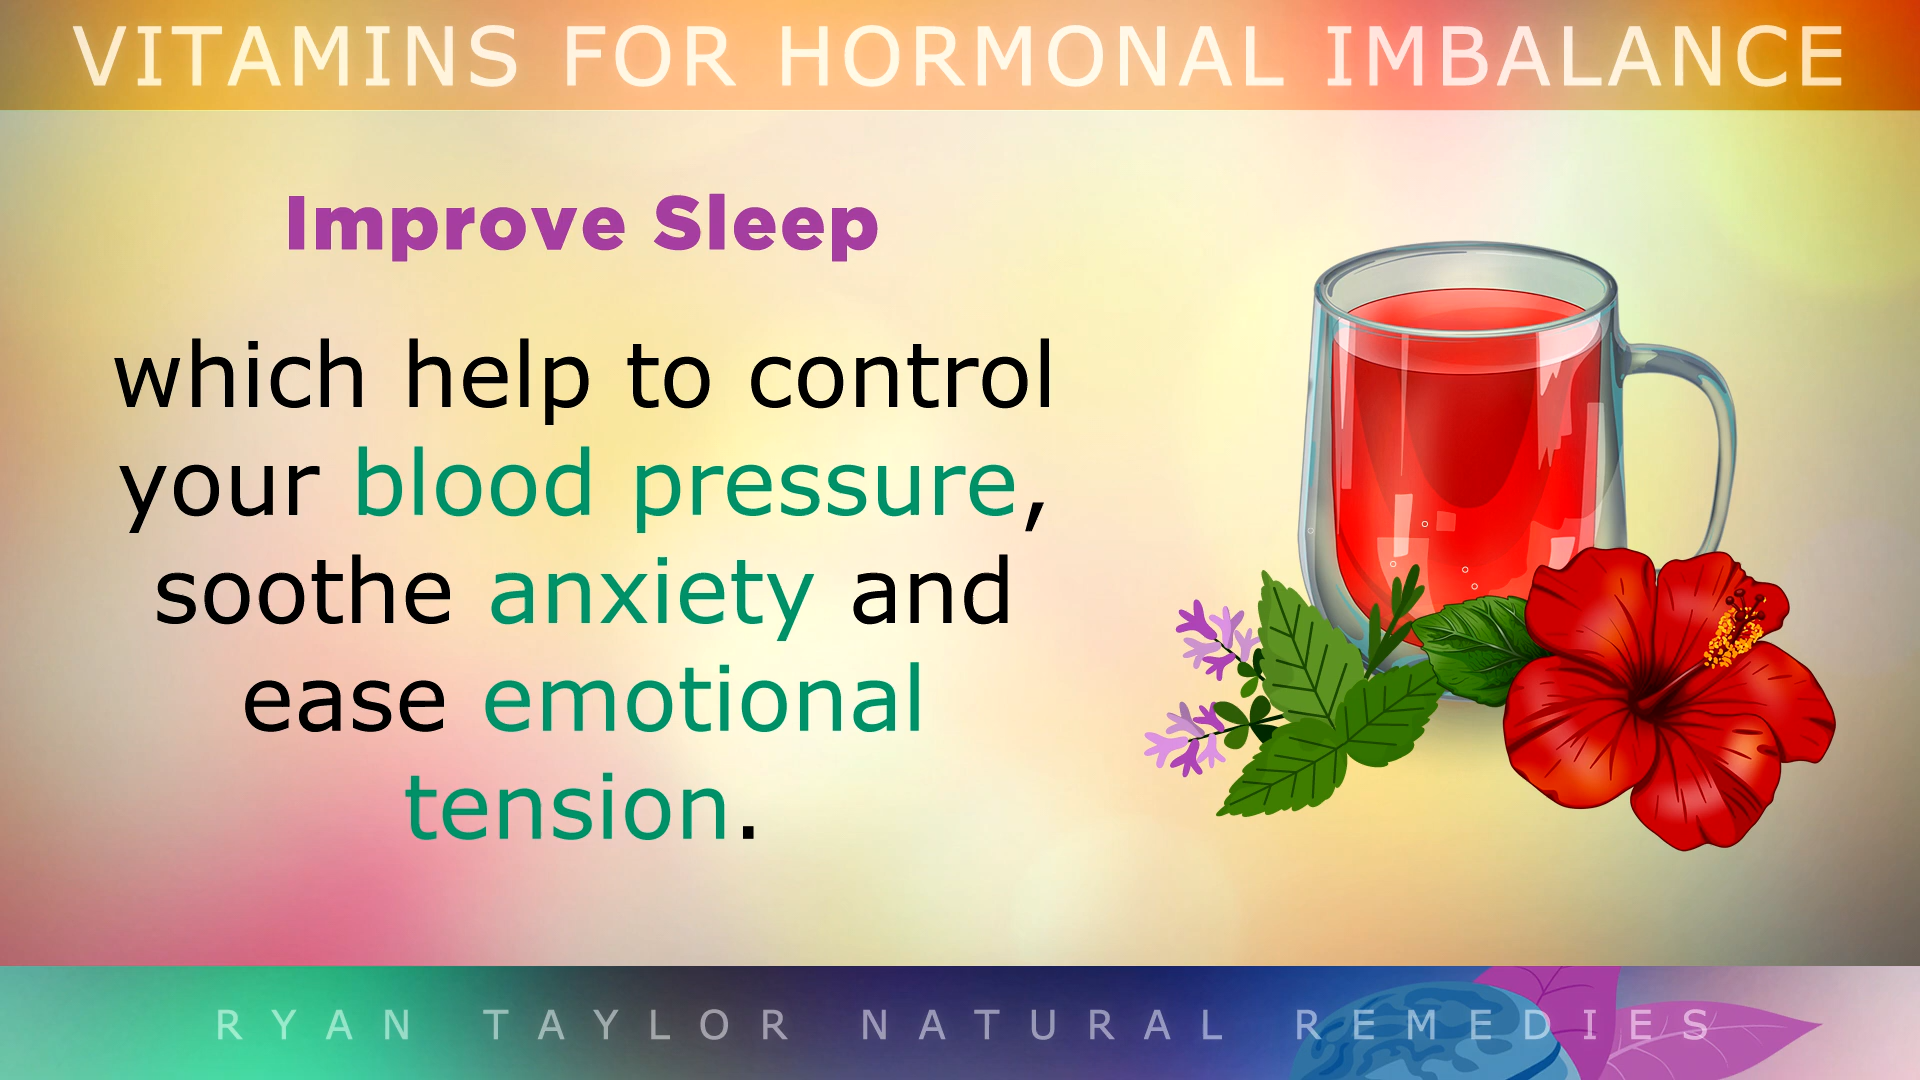 VITAMINS FOR HORMONAL IMBALANCE
Improve Sleep
which help to control
your blood pressure,
soothe anxiety and
ease emotional
tension.
RYAN TAYLOR NATURAL REMEDIES